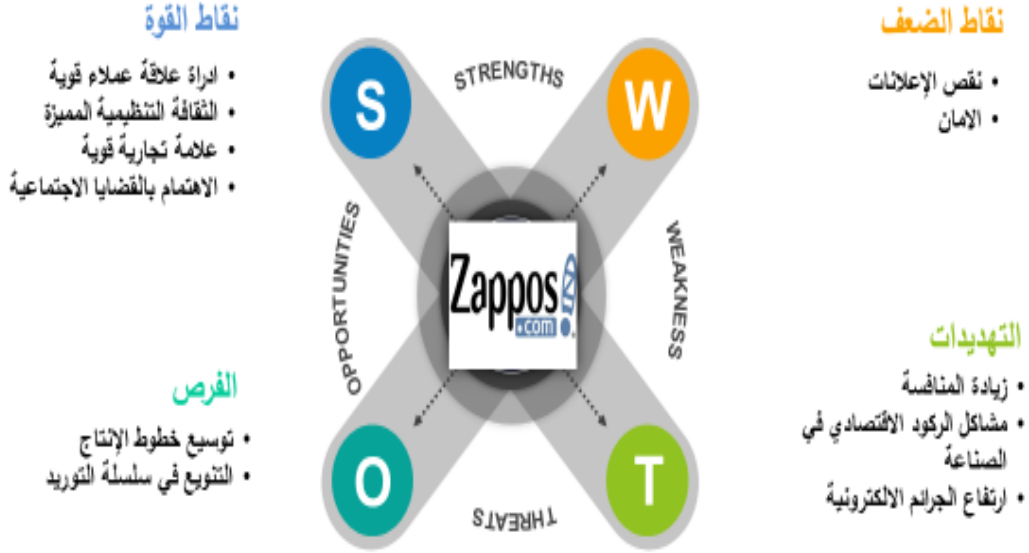 نقاط القوة
• ادراة علاقة عملاء قوية
• الثقافة التنظيمية المميزة
• علامة تجارية قوية
• الاهتمام بالقضايا الاجتماعية
نقاط الضعف
• نقص الإعلانات
• الامان
S
STRENGTHS
W
OPPORTUNITIES
Zappos
.com
WEAKNESS
O
THREATS
T
الفرص
• توسيع خطوط الإنتاج
• التنويع في سلسلة التوريد
التهديدات
• زيادة المنافسة
• مشاكل الركود الاقتصادي في
الصناعة
• ارتفاع الجرائم الالكترونية